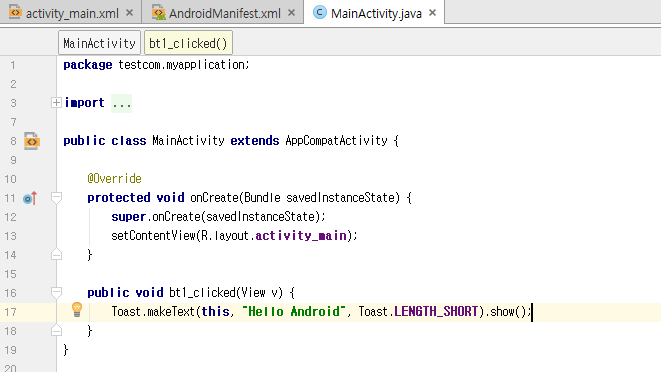 activity_main.xml × AndroidManifest.xml × MainActivity.java ×
MainActivity bt1_clicked()
1 package testcom.myapplication;
2
3 import ...
7
8 public class MainActivity extends AppCompatActivity {
9
10 @Override
11 protected void onCreate(Bundle savedInstanceState) {
12 super.onCreate(savedInstanceState);
13 setContentView(R.layout.activity_main);
14 }
15
16 public void bt1_clicked(View v) {
17 Toast.makeText(this, "Hello Android", Toast.LENGTH_SHORT).show();
18 }
19 }
20